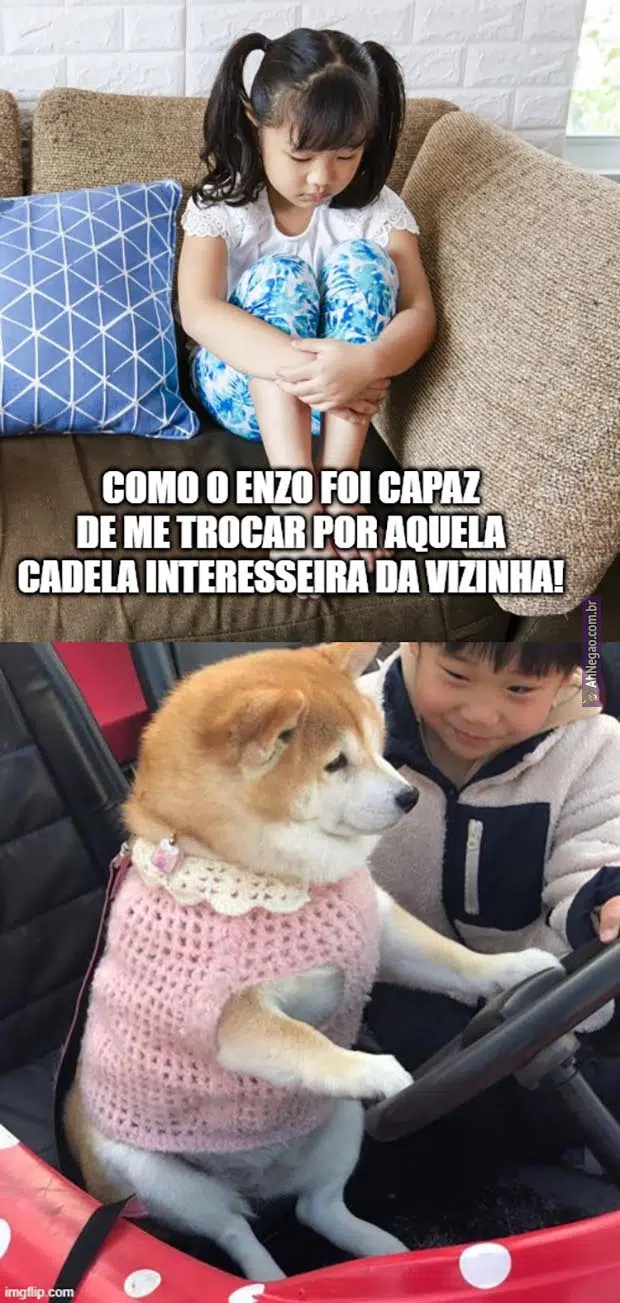 COMO O ENZO FOI CAPAZ
DE ME TROCAR POR AQUELA
CADELA INTERESSEIRA DA VIZINHA!
AhNegao.com.br
imgflip.com